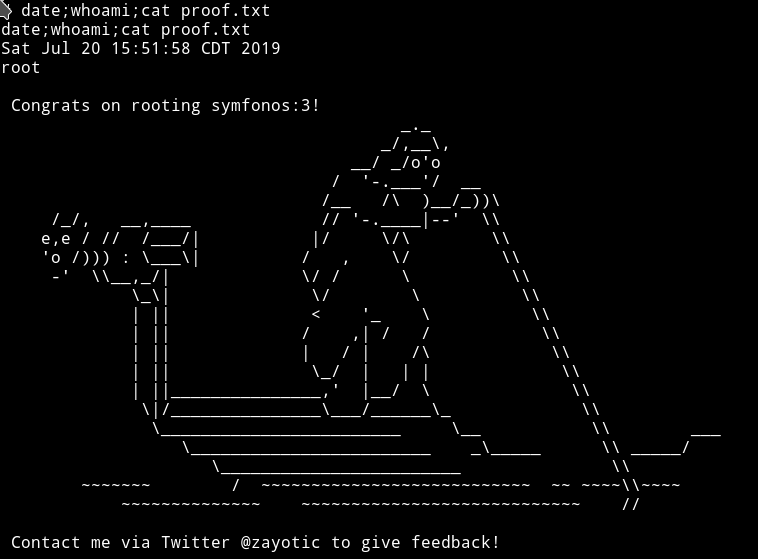 date;whoami;cat proof.txt
date;whoami;cat proof.txt
Sat Jul 20 15:51:58 CDT 2019
root
Congrats on rooting symfonos:3!
Contact me via Twitter @zayotic to give feedback!